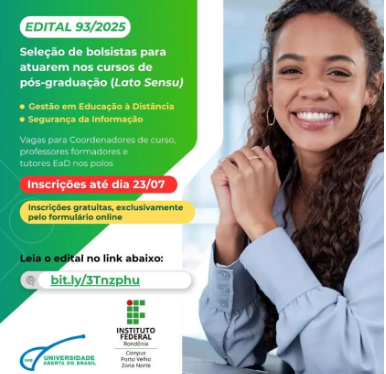 EDITAL 93/2025
Seleção de bolsistas para
atuarem nos cursos de
pós-graduação (Lato Sensu)
Gestão em Educação à Distância
Segurança da Informação
Vagas para Coordenadores de curso,
professores formadores e
tutores EaD nos polos
Inscrições até dia 23/07
Inscrições gratuitas, exclusivamente
pelo formulário online
Leia o edital no link abaixo:
bit.ly/3Tnzphu
UAB
UNIVERSIDADE
ABERTA DO BRASIL
INSTITUTO
FEDERAL
Rondônia
Campus
Porto Velho
Zona Norte